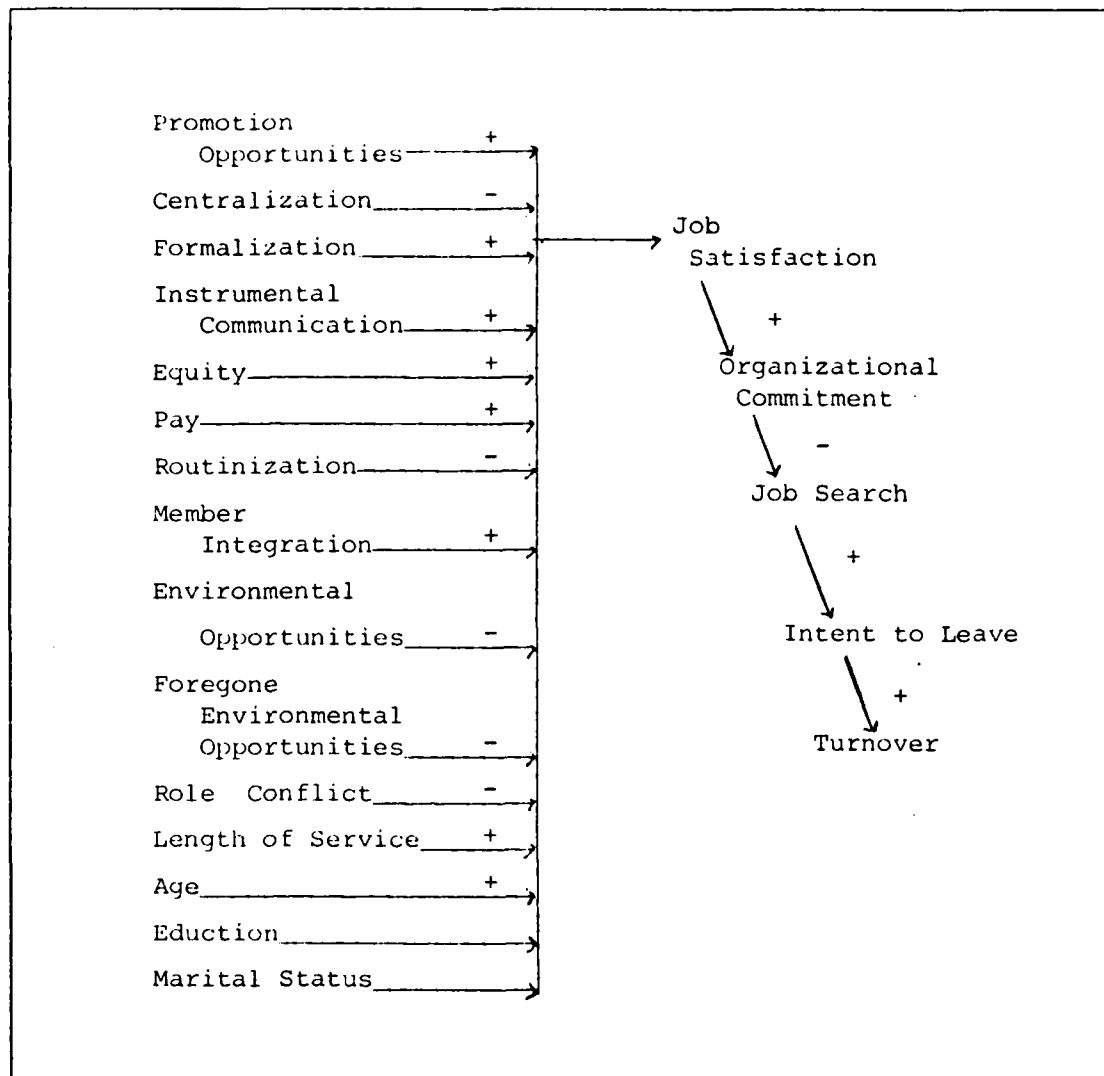 Promotion
Opportunities +
Centralization -
Formalization +
Instrumental
Communication +
Equity +
Pay +
Routinization -
Member
Integration +
Environmental
Opportunities -
Foregone
Environmental
Opportunities -
Role Conflict -
Length of Service +
Age +
Eduction
Marital Status
Job
Satisfaction
+
Organizational
Commitment
-
Job Search
+
Intent to Leave
+
Turnover